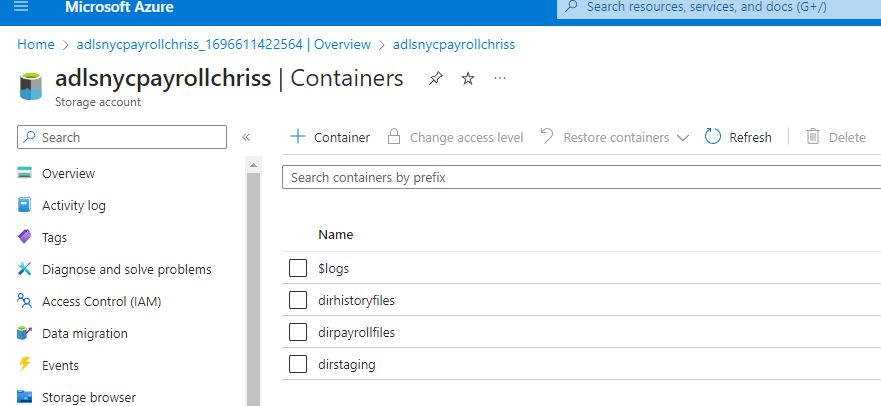 Microsoft Azure
Search resources, services, and docs (G+/)
Home > adlsnycpayrollchriss_1696611422564 | Overview > adlsnycpayrollchriss
adlsnycpayrollchriss | Containers
Storage account
Search
Container
Change access level
Restore containers
Refresh
Delete
Overview
Activity log
Tags
Diagnose and solve problems
Access Control (IAM)
Data migration
Events
Storage browser
Search containers by prefix
Name
$logs
dirhistoryfiles
dirpayrollfiles
dirstaging